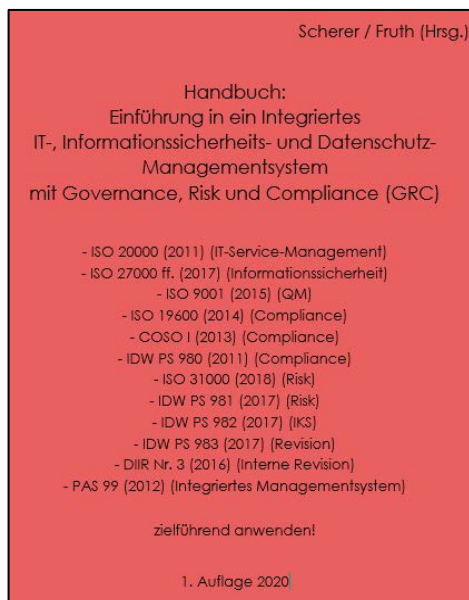 Scherer / Fruth (Hrsg.)
Handbuch:
Einführung in ein Integriertes
IT-, Informationssicherheits- und Datenschutz-
Managementsystem
mit Governance, Risk und Compliance (GRC)
- ISO 20000 (2011) (IT-Service-Management)
- ISO 27000 ff. (2017) (Informationssicherheit)
- ISO 9001 (2015) (QM)
- ISO 19600 (2014) (Compliance)
- COSO I (2013) (Compliance)
- IDW PS 980 (2011) (Compliance)
- ISO 31000 (2018) (Risk)
- IDW PS 981 (2017) (Risk)
- IDW PS 982 (2017) (IKS)
- IDW PS 983 (2017) (Revision)
- DIIR Nr. 3 (2016) (Interne Revision)
- PAS 99 (2012) (Integriertes Managementsystem)
zielführend anwenden!
1. Auflage 2020